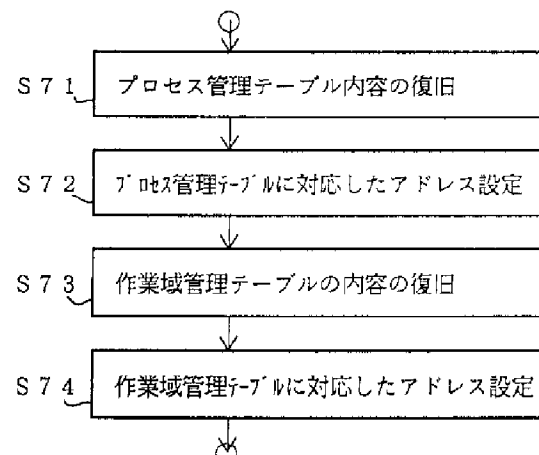 S71 プロセス管理テーブル内容の復旧
S72 プロセス管理テーブルに対応したアドレス設定
S73 作業域管理テーブルの内容の復旧
S74 作業域管理テーブルに対応したアドレス設定